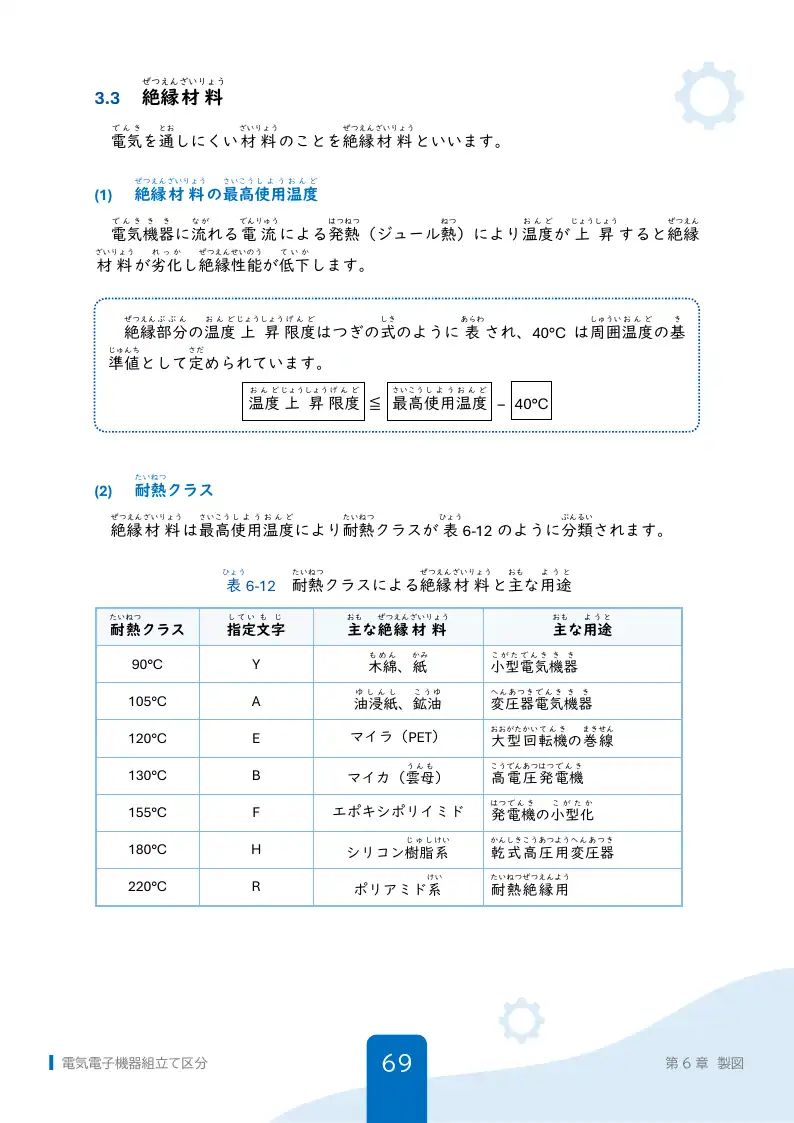 3.3 絶縁材料
電気を通しにくい材料のことを絶縁材料といいます。
(1) 絶縁材料の最高使用温度
電気機器に流れる電流による発熱（ジュール熱）により温度が上昇すると絶縁
材料が劣化し絶縁性能が低下します。
絶縁部分の温度上昇限度はつぎの式のように表され、40℃ は周囲温度の基
準値として定められています。
温度上昇限度 ≦ 最高使用温度 − 40℃
(2) 耐熱クラス
絶縁材料は最高使用温度により耐熱クラスが表 6-12 のように分類されます。
表 6-12 耐熱クラスによる絶縁材料と主な用途
耐熱クラス 指定文字 主な絶縁材料 主な用途
90℃ Y 木綿、紙 小型電気機器
105℃ A 油浸紙、鉱油 変圧器電気機器
120℃ E マイラ（PET） 大型回転機の巻線
130℃ B マイカ（雲母） 高電圧発電機
155℃ F エポキシポリイミド 発電機の小型化
180℃ H シリコン樹脂系 乾式高圧用変圧器
220℃ R ポリアミド系 耐熱絶縁用
電気電子機器組立て区分 69 第 6 章 製図